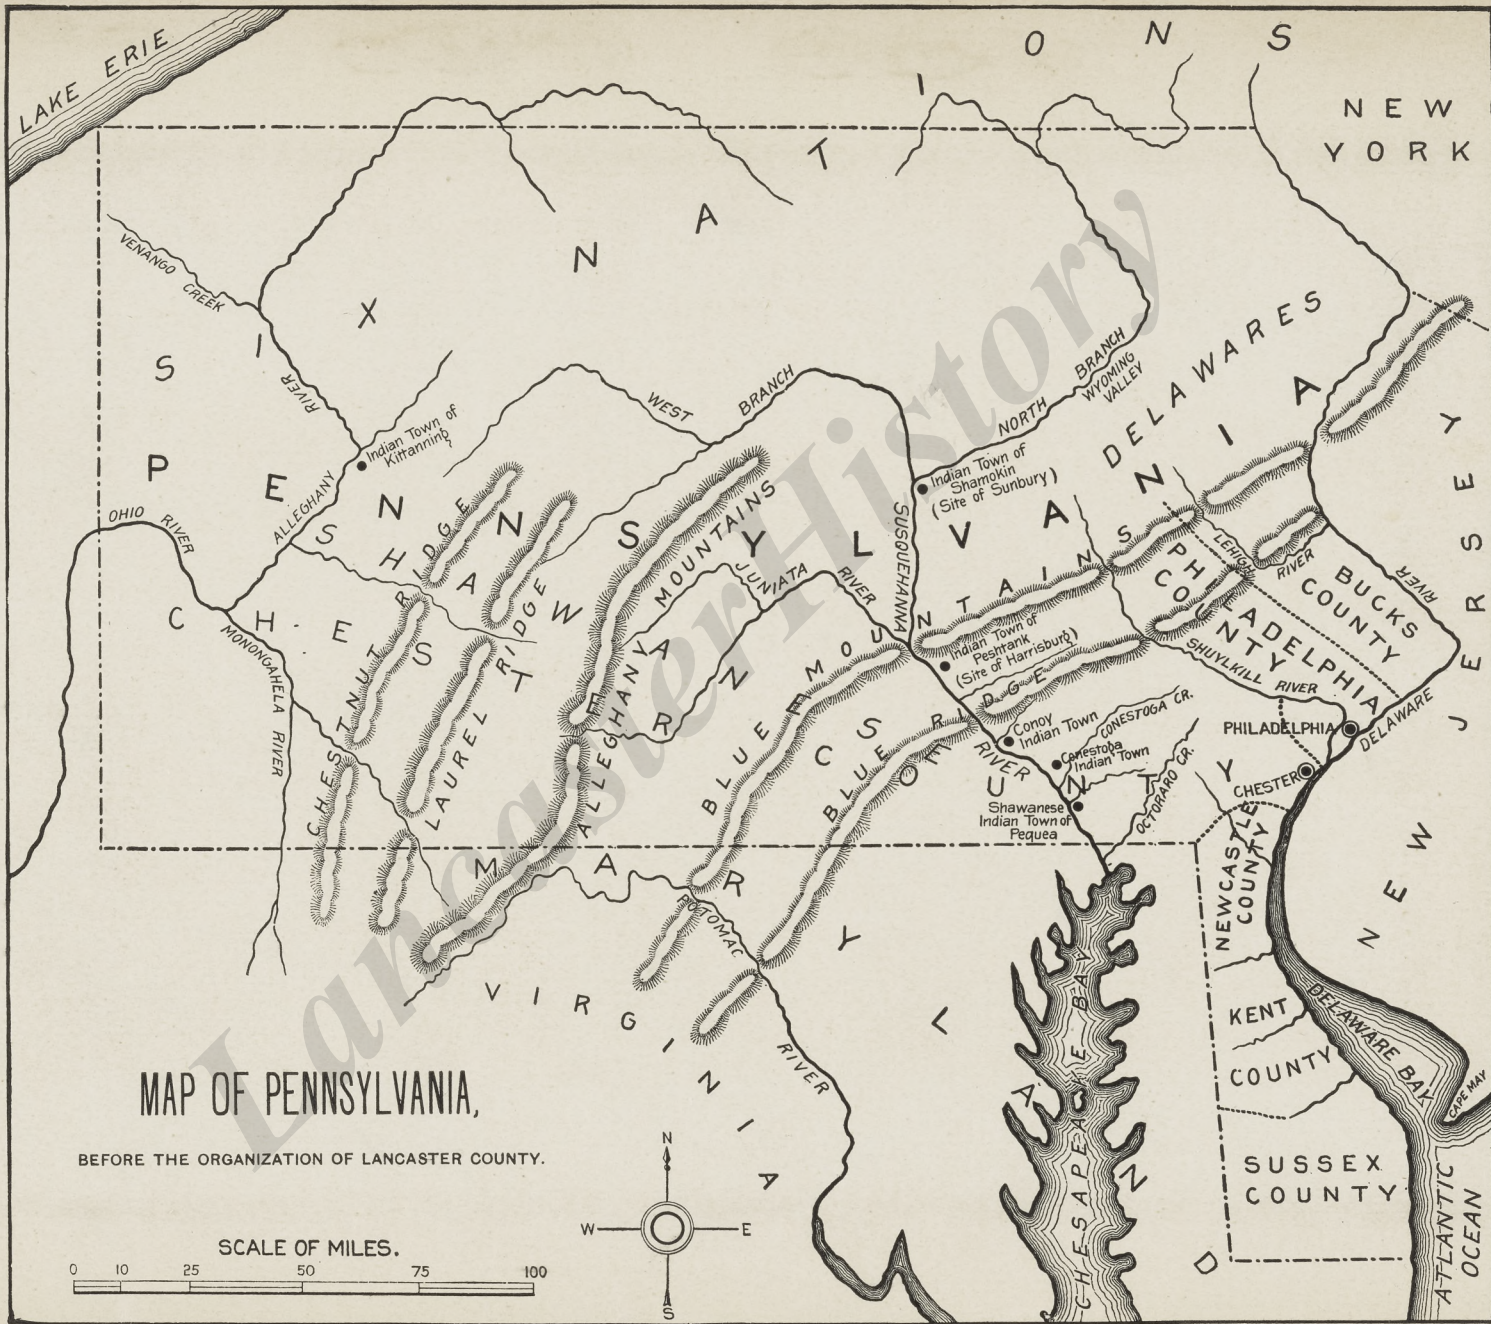 LAKE ERIE
SIX NATIONS
NEW
YORK
VENANGO
CREEK
RIVER
Indian Town of
Kittanning
ALLEGHANY
OHIO RIVER
WEST BRANCH
NORTH BRANCH
WYOMING
VALLEY
DELAWARES
PENNSYLVANIA
SHAWANESE
Indian Town of
Shamokin
(Site of Sunbury)
SUSQUEHANNA
RIVER
JUNIATA RIVER
ALLEGHANY MOUNTAINS
CHESTNUT RIDGE
LAUREL RIDGE
MONONGAHELA RIVER
BLUE MOUNTAINS
BLUE RIDGE
CHESTER COUNTY
Indian Town of
Peshtank
(Site of Harrisburg)
Conoy
Indian Town
Conestoga
Indian Town
CONESTOGA CR.
OCTORARO CR.
Shawanese
Indian Town of
Pequea
LEHIGH RIVER
PHILADELPHIA
COUNTY
BUCKS
COUNTY
SHUYLKILL RIVER
PHILADELPHIA
CHESTER
DELAWARE
RIVER
NEW JERSEY
NEWCASTLE
COUNTY
KENT
COUNTY
SUSSEX
COUNTY
DELAWARE BAY
CAPE MAY
ATLANTIC
OCEAN
CHESAPEAKE BAY
MARYLAND
POTOMAC
RIVER
VIRGINIA
MAP OF PENNSYLVANIA,
BEFORE THE ORGANIZATION OF LANCASTER COUNTY.
SCALE OF MILES.
0 10 25 50 75 100
N
W E
S
LancasterHistory